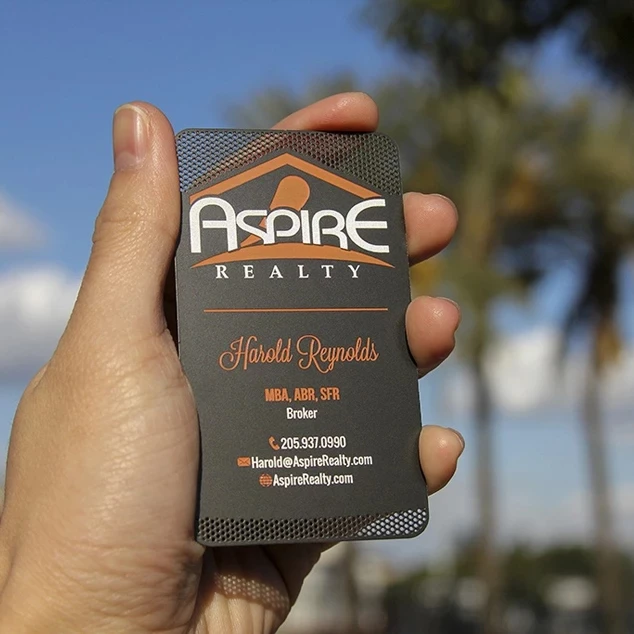 ASPIRE
REALTY
Harold Reynolds
MBA, ABR, SFR
Broker
205.937.0990
Harold@AspireRealty.com
AspireRealty.com